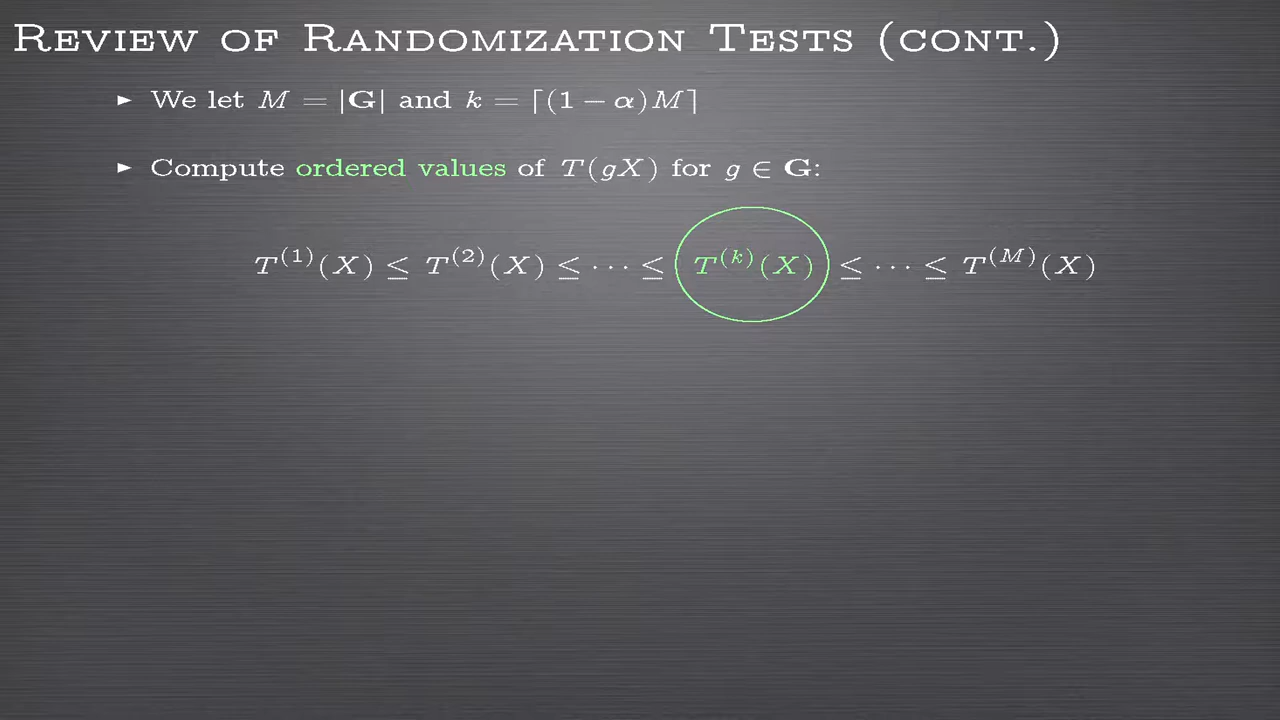 Review of Randomization Tests (cont.)
► We let M = |G| and k = ⌈(1 − α)M⌉
► Compute ordered values of T(gX) for g ∈ G:
T^(1)(X) ≤ T^(2)(X) ≤ ··· ≤ T^(k)(X) ≤ ··· ≤ T^(M)(X)